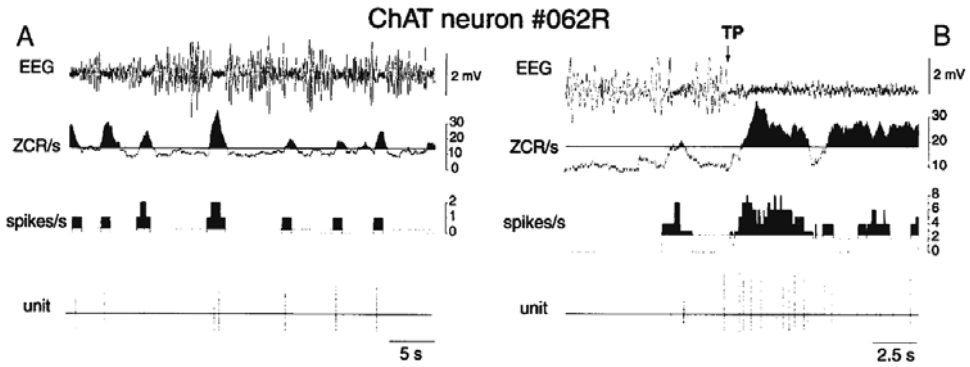 ChAT neuron #062R
A
EEG
2 mV
ZCR/s
30
20
10
0
spikes/s
2
1
0
unit
5 s
B
TP
EEG
2 mV
ZCR/s
30
20
10
spikes/s
8
6
4
2
0
unit
2.5 s